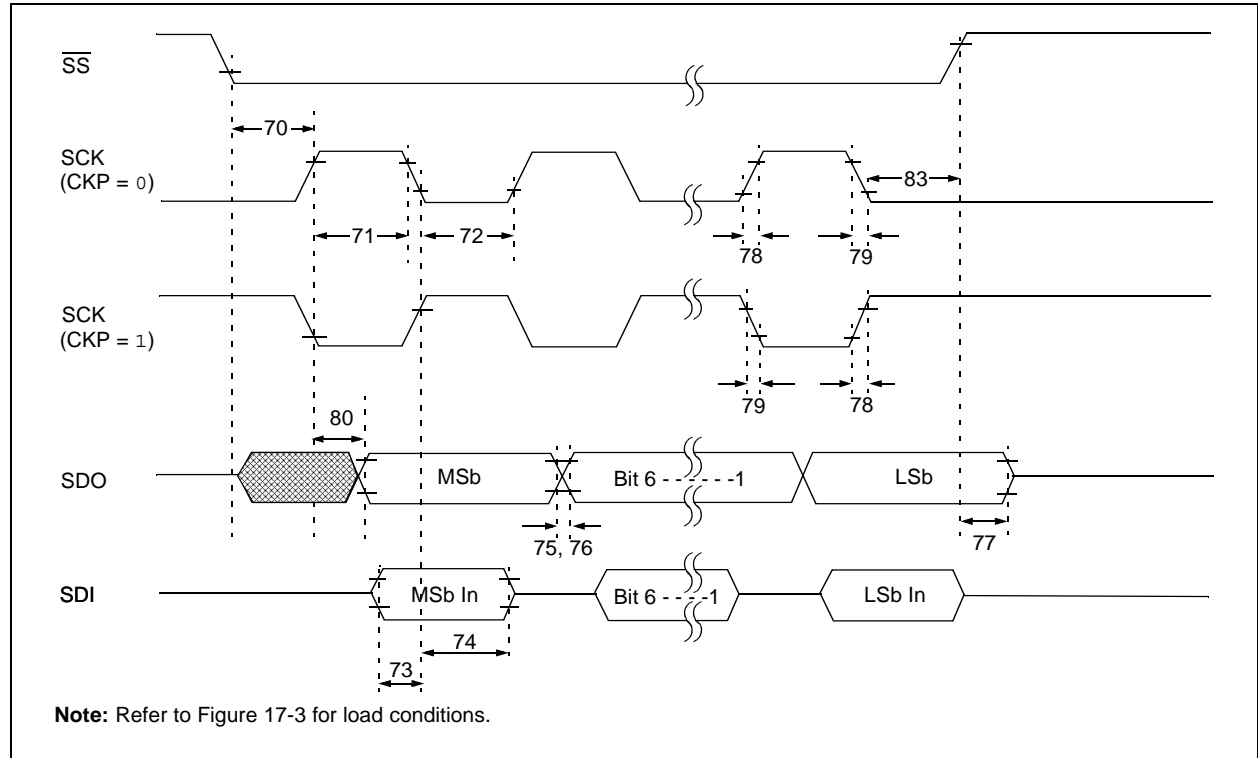 SS
70
SCK
(CKP = 0)
83
71
72
78
79
SCK
(CKP = 1)
79
78
80
SDO
MSb
Bit 6 - - - - - -1
LSb
75, 76
77
SDI
MSb In
Bit 6 - - - -1
LSb In
74
73
Note: Refer to Figure 17-3 for load conditions.